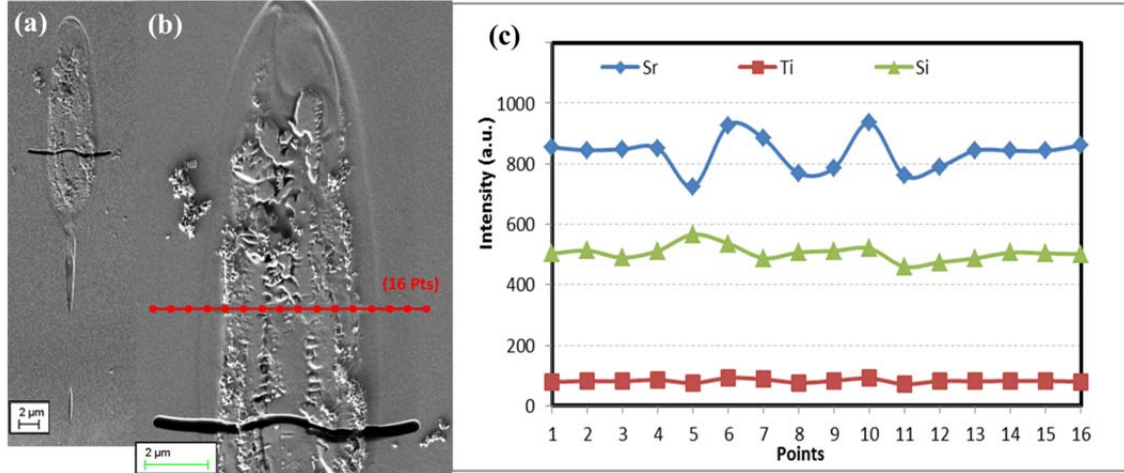 (a)
(b)
(16 Pts)
2 µm
2 µm
(c)
Sr Ti Si
Intensity (a.u.)
1000
800
600
400
200
0
1 2 3 4 5 6 7 8 9 10 11 12 13 14 15 16
Points